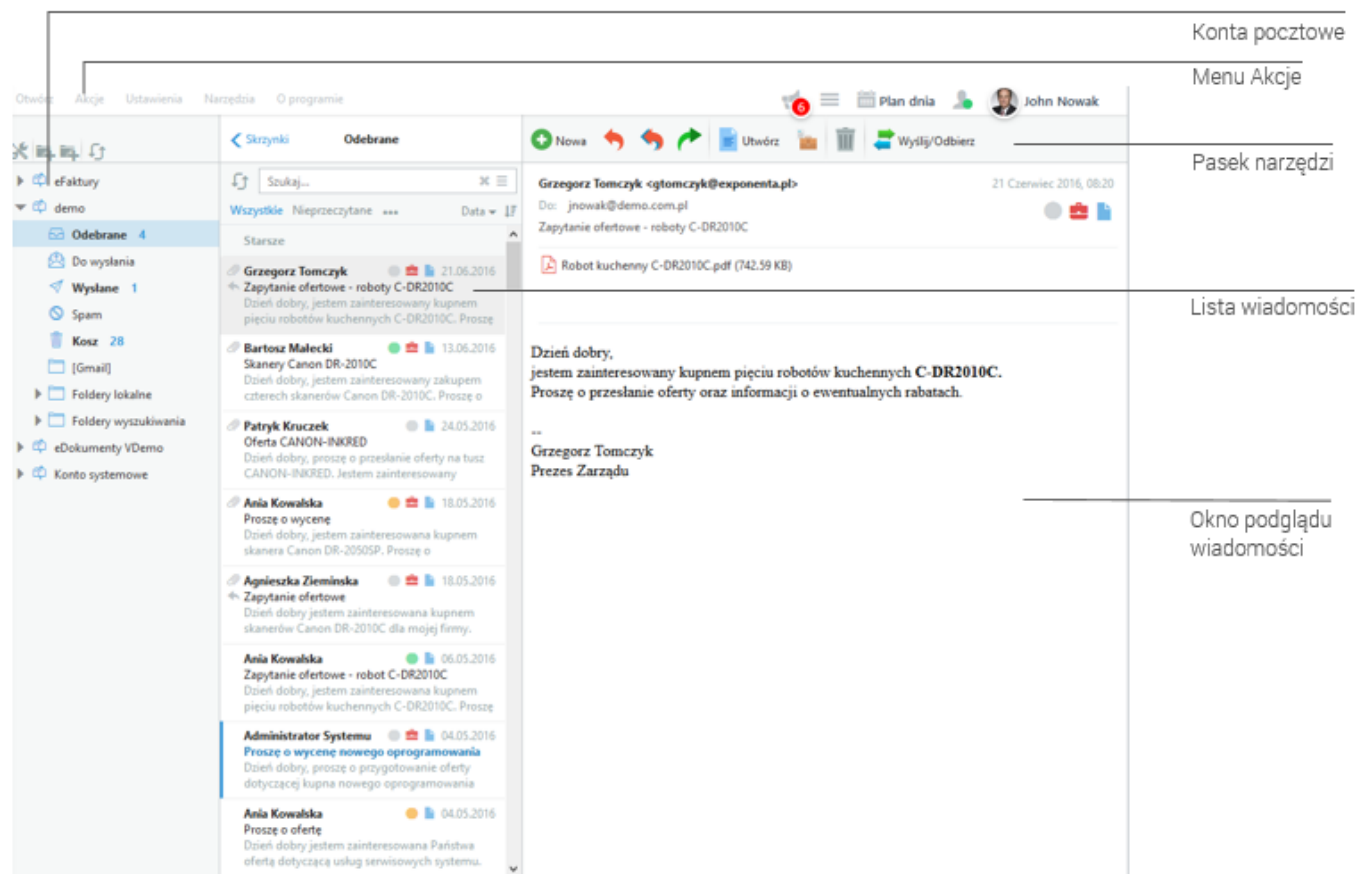 Konta pocztowe
Menu Akcje
Otwórz Akcje Ustawienia Narzędzia O programie
6 Plan dnia John Nowak
Skrzynki Odebrane
Nowa Utwórz Wyślij/Odbierz
Pasek narzędzi
eFaktury
demo
Odebrane 4
Do wysłania
Wysłane 1
Spam
Kosz 28
[Gmail]
Foldery lokalne
Foldery wyszukiwania
eDokumenty VDemo
Konto systemowe
Szukaj...
Wszystkie Nieprzeczytane ••• Data
Starsze
Grzegorz Tomczyk 21.06.2016
Zapytanie ofertowe - roboty C-DR2010C
Dzień dobry, jestem zainteresowany kupnem
pięciu robotów kuchennych C-DR2010C. Proszę
Bartosz Małecki 13.06.2016
Skanery Canon DR-2010C
Dzień dobry, jestem zainteresowany zakupem
czterech skanerów Canon DR-2010C. Proszę o
Patryk Kruczek 24.05.2016
Oferta CANON-INKRED
Dzień dobry, proszę o przesłanie oferty na tusz
CANON-INKRED. Jestem zainteresowany
Ania Kowalska 18.05.2016
Proszę o wycenę
Dzień dobry, jestem zainteresowana kupnem
skanera Canon DR-2050SP. Proszę o
Agnieszka Zieminska 18.05.2016
Zapytanie ofertowe
Dzień dobry jestem zainteresowana kupnem
skanerów Canon DR-2010C dla mojej firmy.
Ania Kowalska 06.05.2016
Zapytanie ofertowe - robot C-DR2010C
Dzień dobry, jestem zainteresowana kupnem
pięciu robotów kuchennych C-DR2010C. Proszę
Administrator Systemu 04.05.2016
Proszę o wycenę nowego oprogramowania
Dzień dobry, proszę o przygotowanie oferty
dotyczącej kupna nowego oprogramowania
Ania Kowalska 04.05.2016
Proszę o ofertę
Dzień dobry jestem zainteresowana Państwa
ofertą dotyczącą usług serwisowych systemu.
Grzegorz Tomczyk <gtomczyk@exponenta.pl> 21 Czerwiec 2016, 08:20
Do: jnowak@demo.com.pl
Zapytanie ofertowe - roboty C-DR2010C
Robot kuchenny C-DR2010C.pdf (742.59 KB)
Dzień dobry,
jestem zainteresowany kupnem pięciu robotów kuchennych C-DR2010C.
Proszę o przesłanie oferty oraz informacji o ewentualnych rabatach.
--
Grzegorz Tomczyk
Prezes Zarządu
Lista wiadomości
Okno podglądu
wiadomości